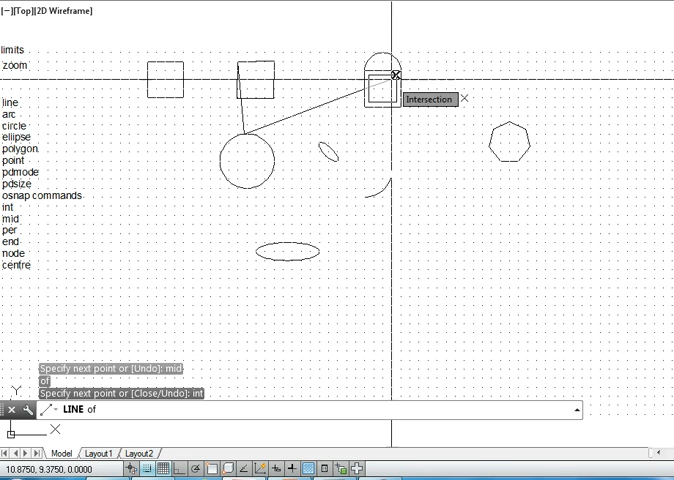 [−][Top][2D Wireframe]
limits
zoom
line
arc
circle
ellipse
polygon
point
pdmode
pdsize
osnap commands
int
mid
per
end
node
centre
Intersection
Specify next point or [Undo]: mid
of
Specify next point or [Close/Undo]: int
Y
LINE of
X
Model Layout1 Layout2
10.8750, 9.3750, 0.0000